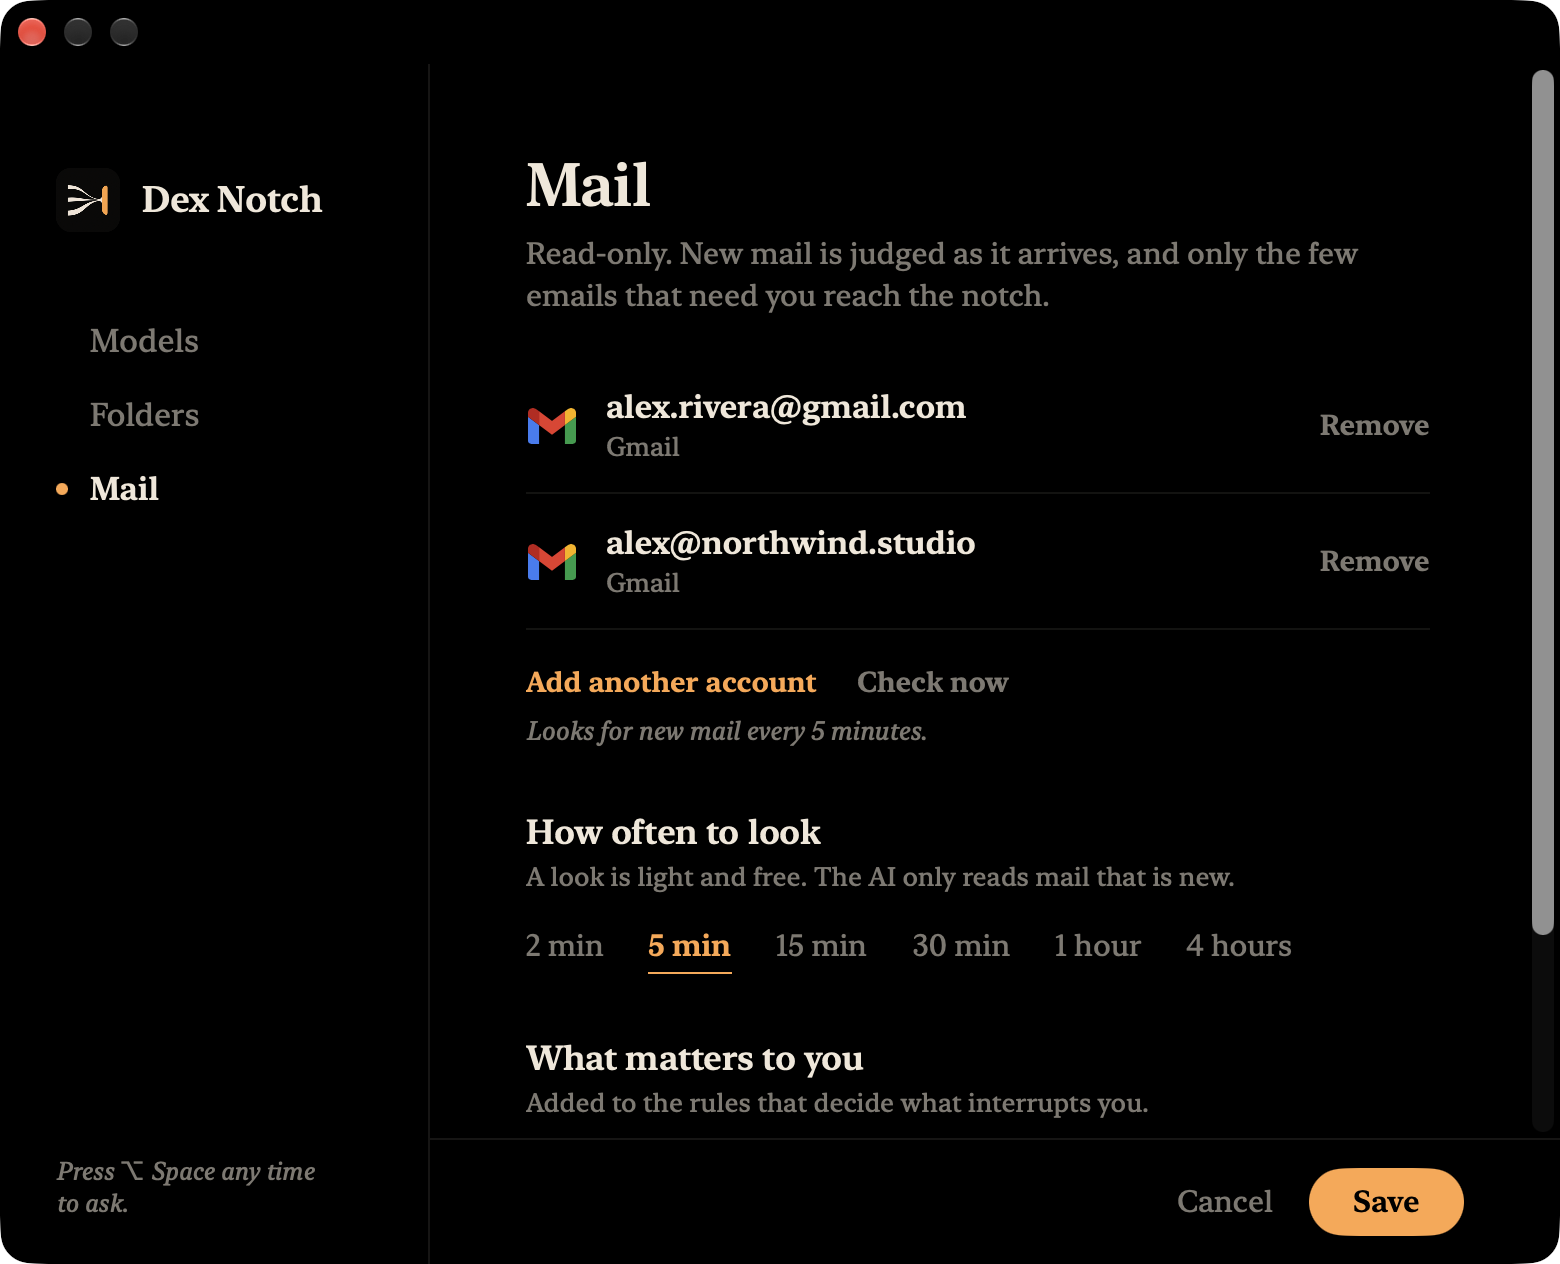 Dex Notch
Models
Folders
Mail
Press ⌥ Space any time
to ask.
Mail
Read-only. New mail is judged as it arrives, and only the few
emails that need you reach the notch.
alex.rivera@gmail.com
Gmail
Remove
alex@northwind.studio
Gmail
Remove
Add another account
Check now
Looks for new mail every 5 minutes.
How often to look
A look is light and free. The AI only reads mail that is new.
2 min 5 min 15 min 30 min 1 hour 4 hours
What matters to you
Added to the rules that decide what interrupts you.
Cancel Save